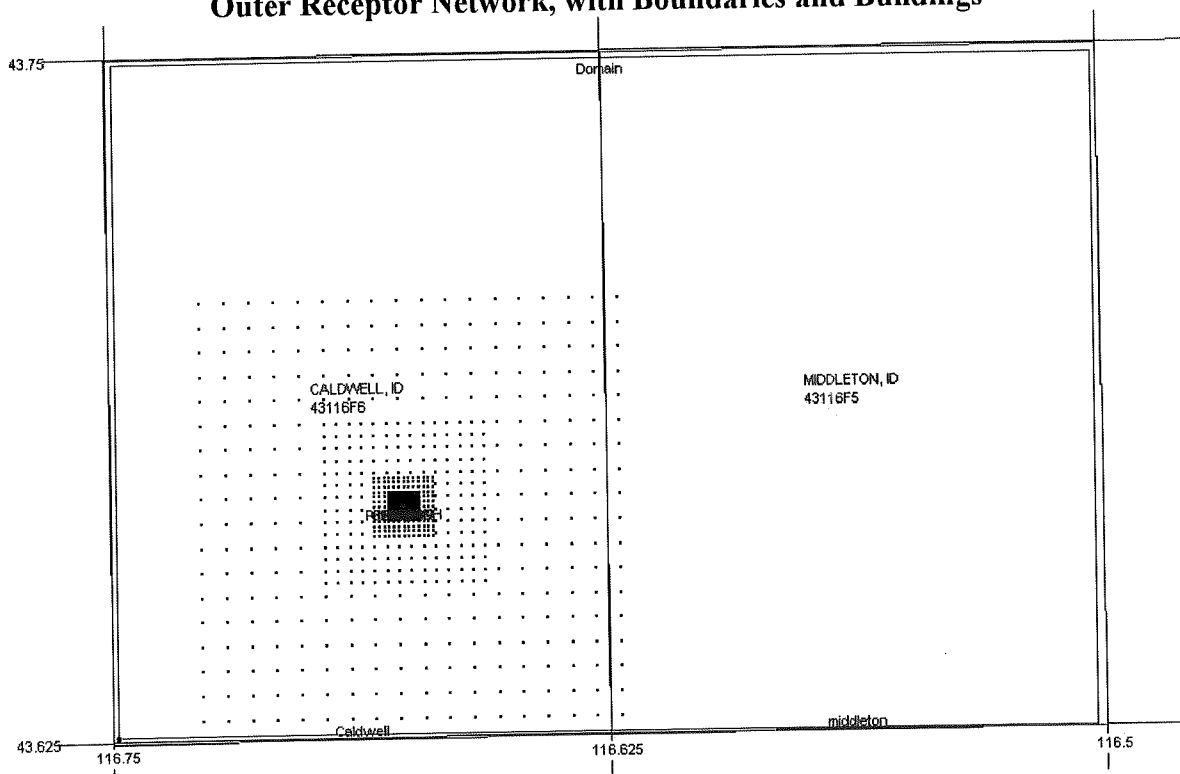 Outer Receptor Network, with Boundaries and Buildings
43.75
Domain
CALDWELL, ID
43116F6
MIDDLETON, ID
43116F5
Caldwell
middleton
43.625
116.75
116.625
116.5